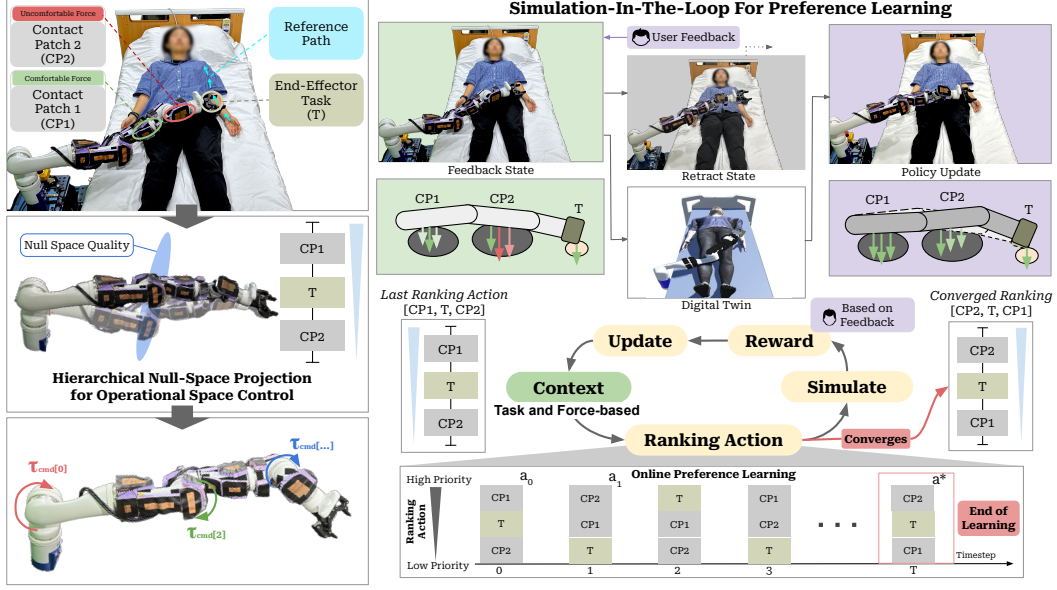 Simulation-In-The-Loop For Preference Learning
Uncomfortable Force
Contact
Patch 2
(CP2)
Comfortable Force
Contact
Patch 1
(CP1)
Reference
Path
End-Effector
Task
(T)
Null Space Quality
CP1
T
CP2
Hierarchical Null-Space Projection
for Operational Space Control
τcmd[0]
τcmd[2]
τcmd[...]
User Feedback
Feedback State
Retract State
Policy Update
CP1
CP2
T
Digital Twin
CP1
CP2
T
Last Ranking Action
[CP1, T, CP2]
CP1
T
CP2
Based on
Feedback
Converged Ranking
[CP2, T, CP1]
CP2
T
CP1
Update
Reward
Context
Task and Force-based
Simulate
Ranking Action
Converges
Online Preference Learning
High Priority
Ranking
Action
Low Priority
a0
a1
a*
CP1
CP2
T
CP1
CP2
T
CP1
CP1
CP2
. . .
T
CP2
T
CP2
T
CP1
End of
Learning
Timestep
0
1
2
3
T